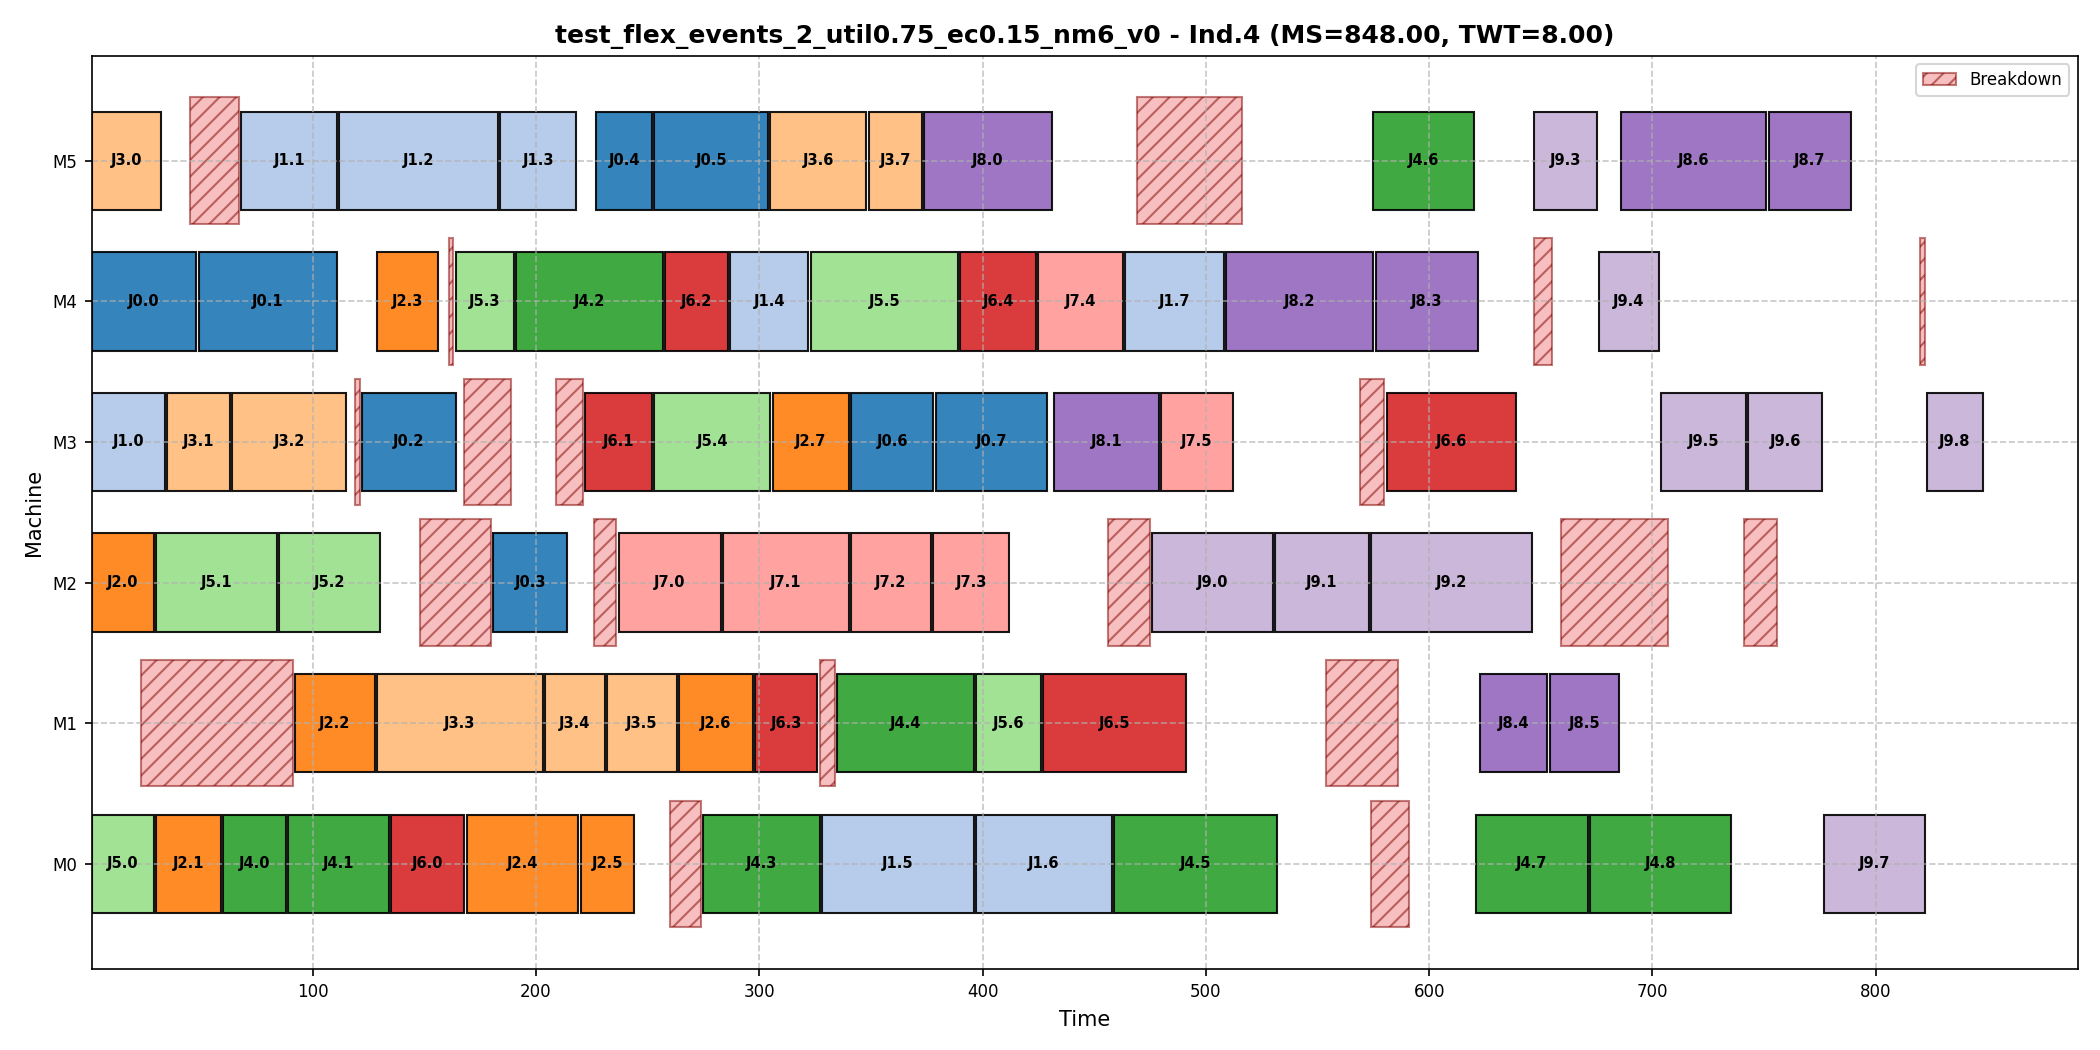 test_flex_events_2_util0.75_ec0.15_nm6_v0 - Ind.4 (MS=848.00, TWT=8.00)
Breakdown
M5 J3.0 J1.1 J1.2 J1.3 J0.4 J0.5 J3.6 J3.7 J8.0 J4.6 J9.3 J8.6 J8.7
M4 J0.0 J0.1 J2.3 J5.3 J4.2 J6.2 J1.4 J5.5 J6.4 J7.4 J1.7 J8.2 J8.3 J9.4
M3 J1.0 J3.1 J3.2 J0.2 J6.1 J5.4 J2.7 J0.6 J0.7 J8.1 J7.5 J6.6 J9.5 J9.6 J9.8
Machine
M2 J2.0 J5.1 J5.2 J0.3 J7.0 J7.1 J7.2 J7.3 J9.0 J9.1 J9.2
M1 J2.2 J3.3 J3.4 J3.5 J2.6 J6.3 J4.4 J5.6 J6.5 J8.4 J8.5
M0 J5.0 J2.1 J4.0 J4.1 J6.0 J2.4 J2.5 J4.3 J1.5 J1.6 J4.5 J4.7 J4.8 J9.7
100 200 300 400 500 600 700 800
Time